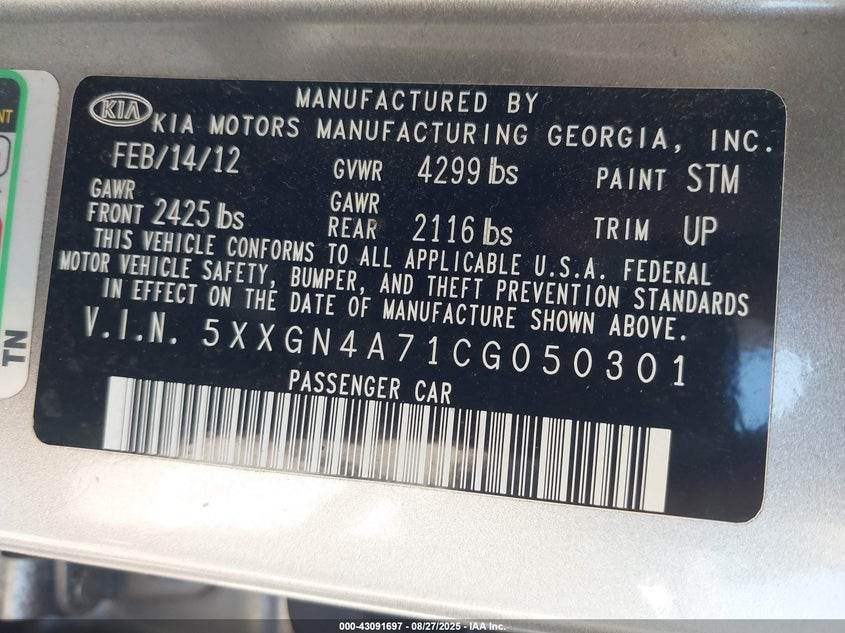 KIA
MANUFACTURED BY
KIA MOTORS MANUFACTURING GEORGIA, INC.
FEB/14/12 GVWR 4299 lbs PAINT STM
GAWR FRONT 2425 lbs GAWR REAR 2116 lbs TRIM UP
THIS VEHICLE CONFORMS TO ALL APPLICABLE U.S.A. FEDERAL
MOTOR VEHICLE SAFETY, BUMPER, AND THEFT PREVENTION STANDARDS
IN EFFECT ON THE DATE OF MANUFACTURE SHOWN ABOVE.
V.I.N. 5XXGN4A71CG050301
PASSENGER CAR
TN
000-43091697 - 08/27/2025 - IAA Inc.